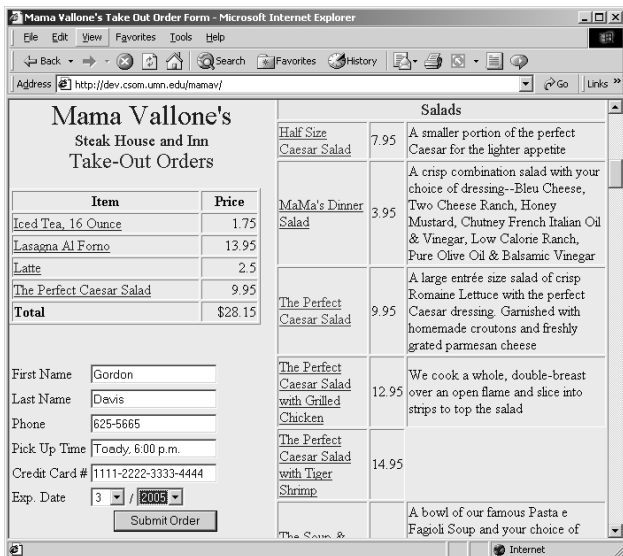 Mama Vallone's Take Out Order Form - Microsoft Internet Explorer
File Edit View Favorites Tools Help
Back Search Favorites History
Address http://dev.csom.umn.edu/mamav/ Go Links »
Mama Vallone's
Steak House and Inn
Take-Out Orders
Item Price
Iced Tea, 16 Ounce 1.75
Lasagna Al Forno 13.95
Latte 2.5
The Perfect Caesar Salad 9.95
Total $28.15
First Name Gordon
Last Name Davis
Phone 625-5665
Pick Up Time Toady, 6:00 p.m.
Credit Card # 1111-2222-3333-4444
Exp. Date 3 / 2005
Submit Order
Salads
Half Size
Caesar Salad
7.95
A smaller portion of the perfect
Caesar for the lighter appetite
MaMa's Dinner
Salad
3.95
A crisp combination salad with your
choice of dressing--Bleu Cheese,
Two Cheese Ranch, Honey
Mustard, Chutney French Italian Oil
& Vinegar, Low Calorie Ranch,
Pure Olive Oil & Balsamic Vinegar
The Perfect
Caesar Salad
9.95
A large entrée size salad of crisp
Romaine Lettuce with the perfect
Caesar dressing. Garnished with
homemade croutons and freshly
grated parmesan cheese
The Perfect
Caesar Salad
with Grilled
Chicken
12.95
We cook a whole, double-breast
over an open flame and slice into
strips to top the salad
The Perfect
Caesar Salad
with Tiger
Shrimp
14.95
The Soup &
A bowl of our famous Pasta e
Fagioli Soup and your choice of
Internet